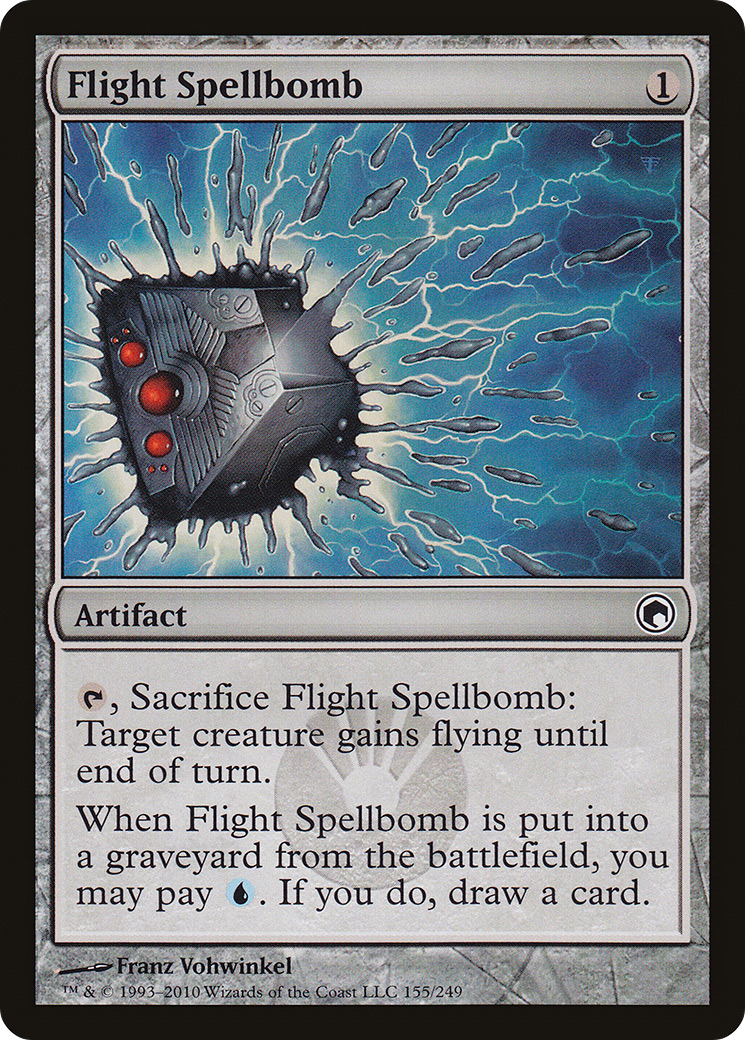 Flight Spellbomb 1
Artifact
, Sacrifice Flight Spellbomb:
Target creature gains flying until
end of turn.
When Flight Spellbomb is put into
a graveyard from the battlefield, you
may pay . If you do, draw a card.
Franz Vohwinkel
™ & © 1993–2010 Wizards of the Coast LLC 155/249